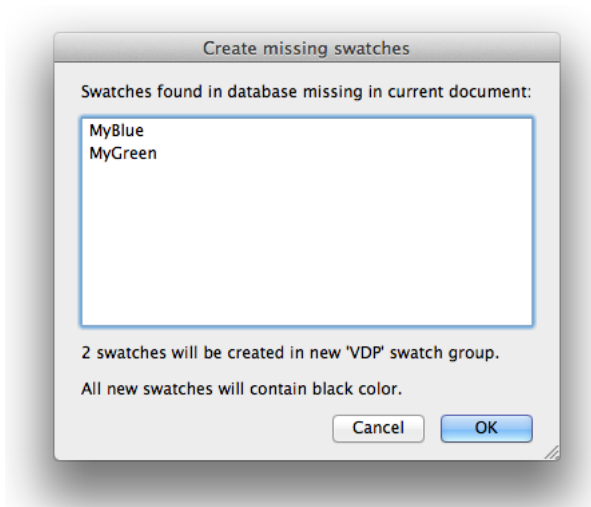 Create missing swatches
Swatches found in database missing in current document:
MyBlue
MyGreen
2 swatches will be created in new 'VDP' swatch group.
All new swatches will contain black color.
Cancel OK